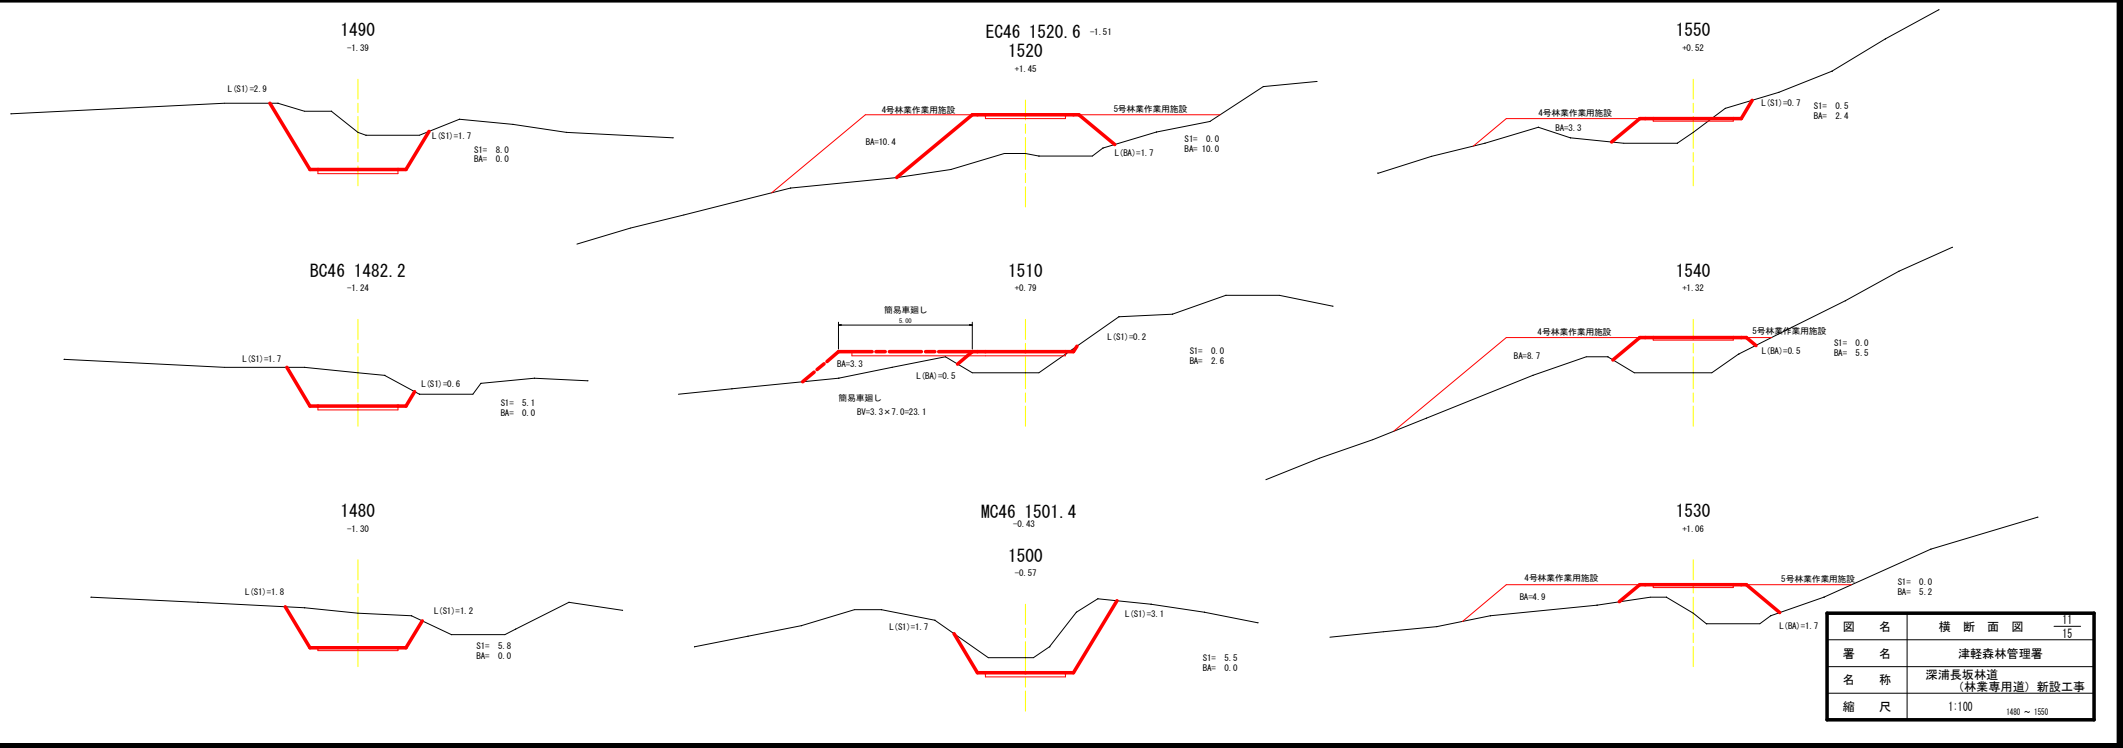 1490
-1.39
L(S1)=2.9
L(S1)=1.7
S1= 8.0
BA= 0.0
BC46 1482.2
-1.24
L(S1)=1.7
L(S1)=0.6
S1= 5.1
BA= 0.0
1480
-1.30
L(S1)=1.8
L(S1)=1.2
S1= 5.8
BA= 0.0
EC46 1520.6 -1.51
1520
+1.45
4号林業作業用施設
5号林業作業用施設
BA=10.4
L(BA)=1.7
S1= 0.0
BA= 10.0
1510
+0.79
簡易車廻し
5.00
L(S1)=0.2
BA=3.3
L(BA)=0.5
S1= 0.0
BA= 2.6
簡易車廻し
BV=3.3×7.0=23.1
MC46 1501.4
-0.43
1500
-0.57
L(S1)=1.7
L(S1)=3.1
S1= 5.5
BA= 0.0
1550
+0.52
4号林業作業用施設
BA=3.3
L(S1)=0.7
S1= 0.5
BA= 2.4
1540
+1.32
4号林業作業用施設
5号林業作業用施設
BA=8.7
L(BA)=0.5
S1= 0.0
BA= 5.5
1530
+1.06
4号林業作業用施設
5号林業作業用施設
BA=4.9
L(BA)=1.7
S1= 0.0
BA= 5.2
図 名 横 断 面 図 11/15
署 名 津軽森林管理署
名 称 深浦長坂林道
(林業専用道) 新設工事
縮 尺 1:100 1480 ~ 1550